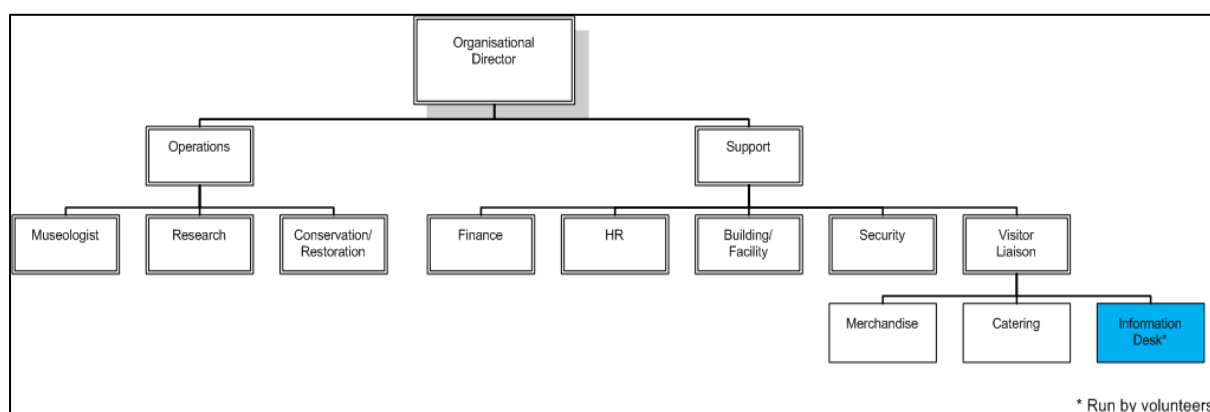 Organisational
Director
Operations
Support
Museologist
Research
Conservation/
Restoration
Finance
HR
Building/
Facility
Security
Visitor
Liaison
Merchandise
Catering
Information
Desk*
* Run by volunteers